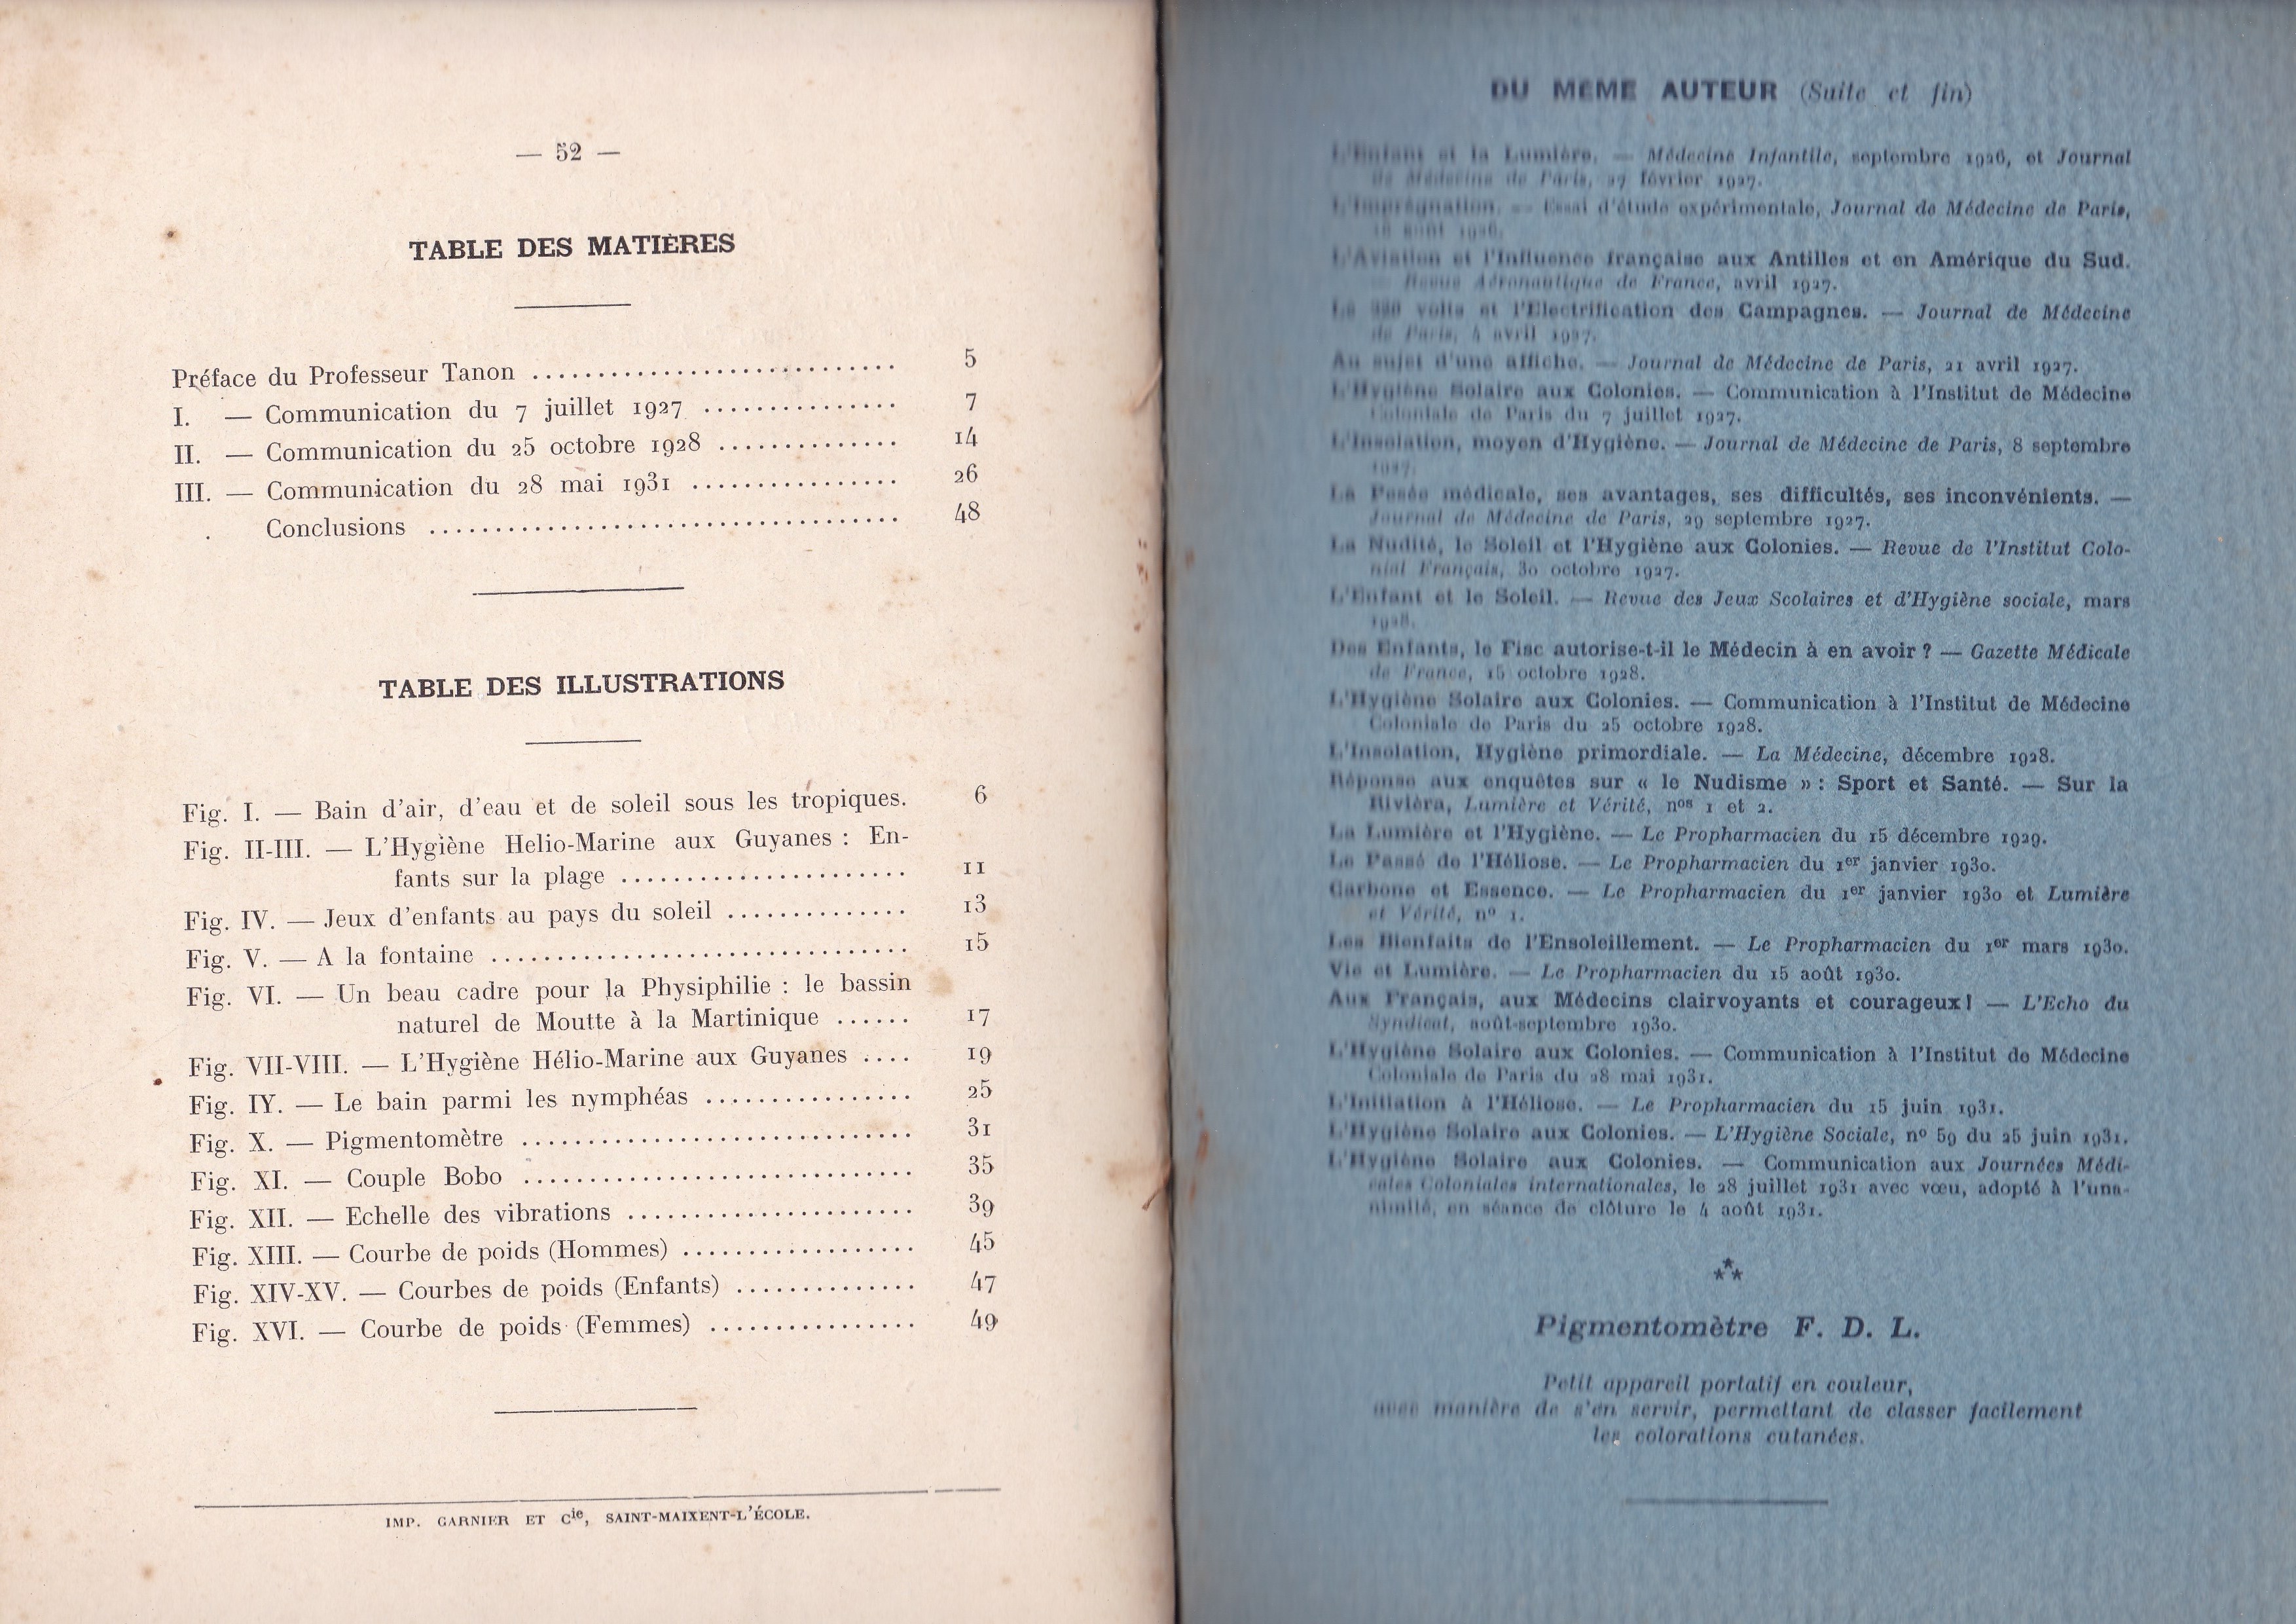 — 52 —
TABLE DES MATIÈRES
Préface du Professeur Tanon ............................ 5
I. — Communication du 7 juillet 1927 ............... 7
II. — Communication du 25 octobre 1928 .............. 14
III. — Communication du 28 mai 1931 ................ 26
Conclusions .................................... 48
TABLE DES ILLUSTRATIONS
Fig. I. — Bain d'air, d'eau et de soleil sous les tropiques. 6
Fig. II-III. — L'Hygiène Helio-Marine aux Guyanes : En-
fants sur la plage ...................... 11
Fig. IV. — Jeux d'enfants au pays du soleil .............. 13
Fig. V. — A la fontaine ................................ 15
Fig. VI. — Un beau cadre pour la Physiphilie : le bassin
naturel de Moutte à la Martinique ...... 17
Fig. VII-VIII. — L'Hygiène Hélio-Marine aux Guyanes .... 19
Fig. IY. — Le bain parmi les nymphéas ................ 25
Fig. X. — Pigmentomètre .............................. 31
Fig. XI. — Couple Bobo .............................. 35
Fig. XII. — Echelle des vibrations ...................... 39
Fig. XIII. — Courbe de poids (Hommes) .................. 45
Fig. XIV-XV. — Courbes de poids (Enfants) .............. 47
Fig. XVI. — Courbe de poids (Femmes) ................ 49
IMP. GARNIER ET Cie, SAINT-MAIXENT-L'ÉCOLE.
DU MEME AUTEUR (Suite et fin)
L'Enfant et la Lumière. — Médecine Infantile, septembre 1926, et Journal
de Médecine de Paris, 27 février 1927.
L'Imprégnation. — Essai d'étude expérimentale, Journal de Médecine de Paris,
août 1926.
L'Aviation et l'Influence française aux Antilles et en Amérique du Sud.
Revue Aéronautique de France, avril 1927.
volts et l'Electrification des Campagnes. — Journal de Médecine
de Paris, 4 avril 1927.
Au sujet d'une affiche. — Journal de Médecine de Paris, 21 avril 1927.
L'Hygiène Solaire aux Colonies. — Communication à l'Institut de Médecine
Coloniale de Paris du 7 juillet 1927.
L'Insolation, moyen d'Hygiène. — Journal de Médecine de Paris, 8 septembre
1927.
La Pesée médicale, ses avantages, ses difficultés, ses inconvénients. —
Journal de Médecine de Paris, 29 septembre 1927.
La Nudité, le Soleil et l'Hygiène aux Colonies. — Revue de l'Institut Colo-
nial Français, 30 octobre 1927.
L'Enfant et le Soleil. — Revue des Jeux Scolaires et d'Hygiène sociale, mars
1928.
Des Enfants, le Fisc autorise-t-il le Médecin à en avoir ? — Gazette Médicale
de France, 15 octobre 1928.
L'Hygiène Solaire aux Colonies. — Communication à l'Institut de Médecine
Coloniale de Paris du 25 octobre 1928.
L'Insolation, Hygiène primordiale. — La Médecine, décembre 1928.
Réponse aux enquêtes sur « le Nudisme » : Sport et Santé. — Sur la
Riviéra, Lumière et Vérité, nos 1 et 2.
La Lumière et l'Hygiène. — Le Propharmacien du 15 décembre 1929.
Le Passé de l'Héliose. — Le Propharmacien du 1er janvier 1930.
Carbone et Essence. — Le Propharmacien du 1er janvier 1930 et Lumière
et Vérité, n° 1.
Les Bienfaits de l'Ensoleillement. — Le Propharmacien du 1er mars 1930.
Vie et Lumière. — Le Propharmacien du 15 août 1930.
Aux Français, aux Médecins clairvoyants et courageux! — L'Echo du
Syndicat, août-septembre 1930.
L'Hygiène Solaire aux Colonies. — Communication à l'Institut de Médecine
Coloniale de Paris du 28 mai 1931.
L'Initiation à l'Héliose. — Le Propharmacien du 15 juin 1931.
L'Hygiène Solaire aux Colonies. — L'Hygiène Sociale, n° 59 du 25 juin 1931.
L'Hygiène Solaire aux Colonies. — Communication aux Journées Médi-
cales Coloniales internationales, le 28 juillet 1931 avec vœu, adopté à l'una-
nimité, en séance de clôture le 4 août 1931.
Pigmentomètre F. D. L.
Petit appareil portatif en couleur,
avec manière de s'en servir, permettant de classer facilement
les colorations cutanées.